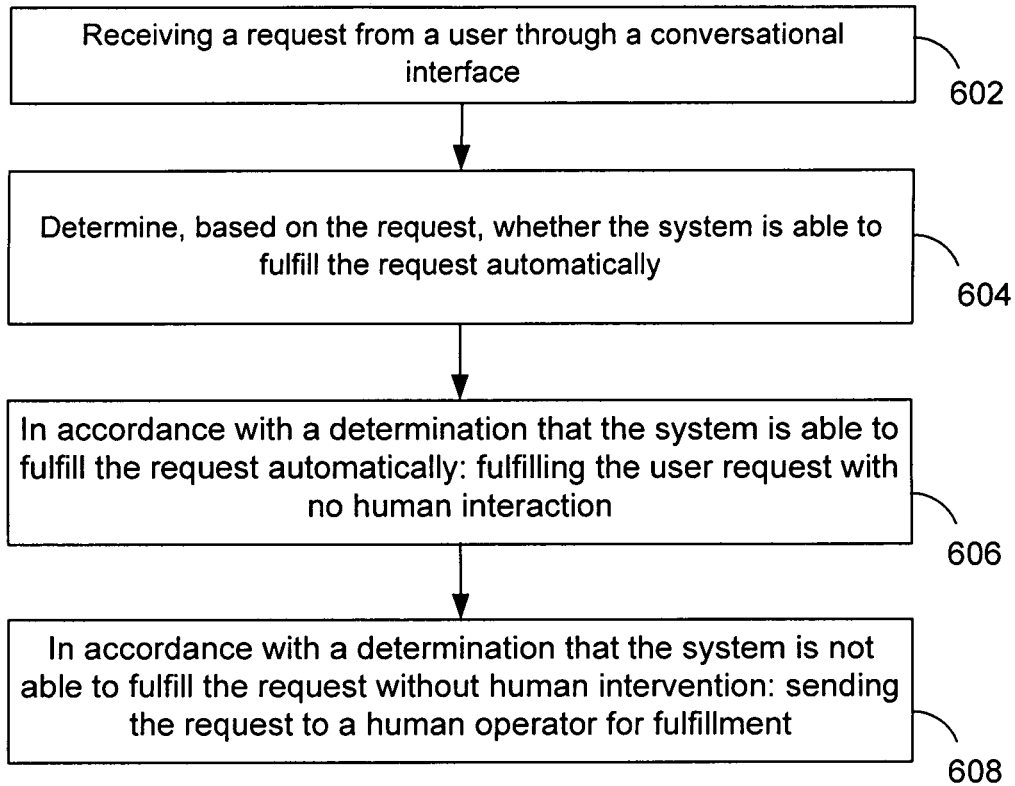 Receiving a request from a user through a conversational
interface
602
Determine, based on the request, whether the system is able to
fulfill the request automatically
604
In accordance with a determination that the system is able to
fulfill the request automatically: fulfilling the user request with
no human interaction
606
In accordance with a determination that the system is not
able to fulfill the request without human intervention: sending
the request to a human operator for fulfillment
608